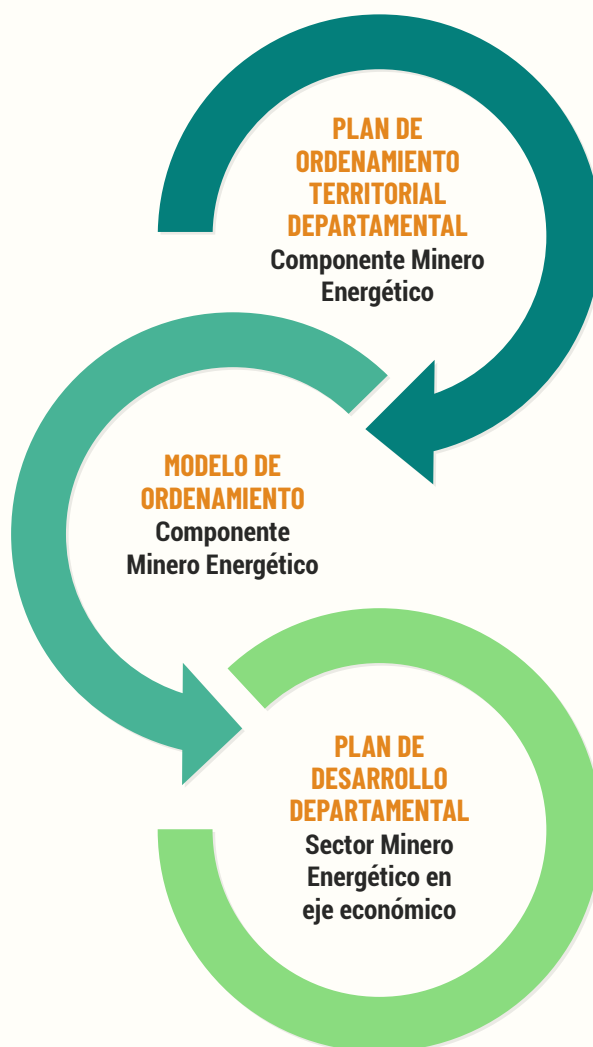 PLAN DE
ORDENAMIENTO
TERRITORIAL
DEPARTAMENTAL
Componente Minero
Energético
MODELO DE
ORDENAMIENTO
Componente
Minero Energético
PLAN DE
DESARROLLO
DEPARTAMENTAL
Sector Minero
Energético en
eje económico